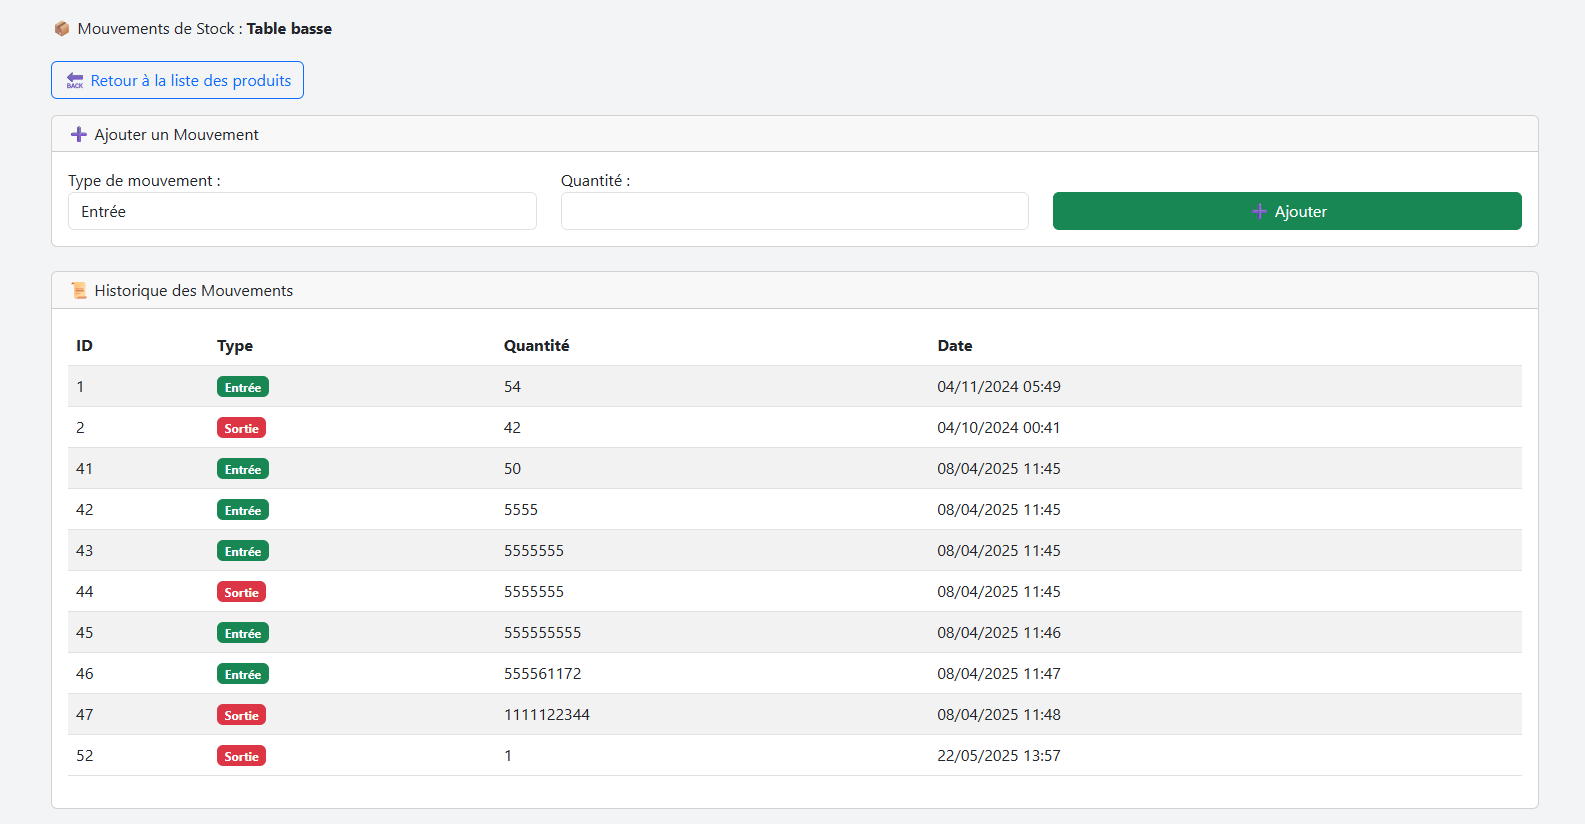 📦 Mouvements de Stock : Table basse
🔙 Retour à la liste des produits
➕ Ajouter un Mouvement
Type de mouvement :
Quantité :
Entrée
➕ Ajouter
📜 Historique des Mouvements
ID Type Quantité Date
1 Entrée 54 04/11/2024 05:49
2 Sortie 42 04/10/2024 00:41
41 Entrée 50 08/04/2025 11:45
42 Entrée 5555 08/04/2025 11:45
43 Entrée 5555555 08/04/2025 11:45
44 Sortie 5555555 08/04/2025 11:45
45 Entrée 555555555 08/04/2025 11:46
46 Entrée 555561172 08/04/2025 11:47
47 Sortie 1111122344 08/04/2025 11:48
52 Sortie 1 22/05/2025 13:57